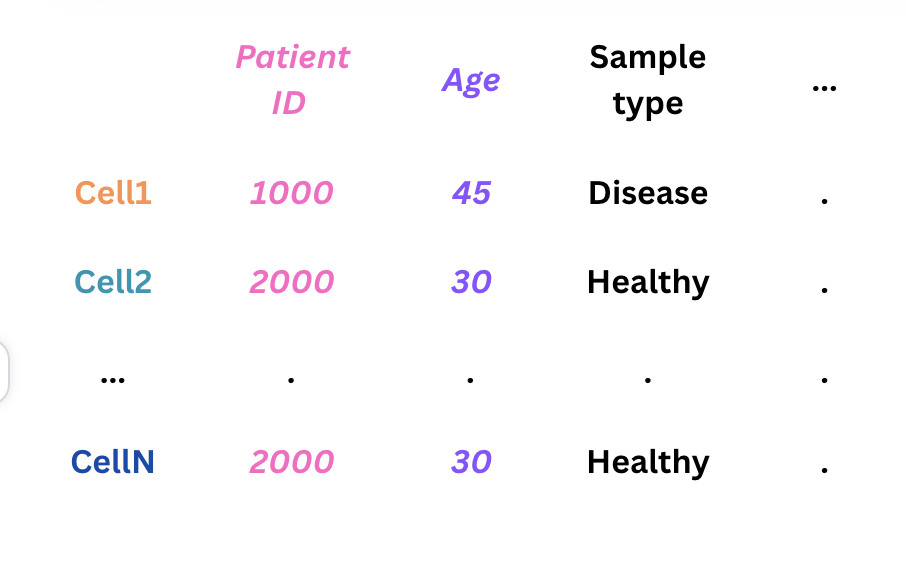 Patient ID Age Sample type ...
Cell1 1000 45 Disease .
Cell2 2000 30 Healthy .
... . . . .
CellN 2000 30 Healthy .